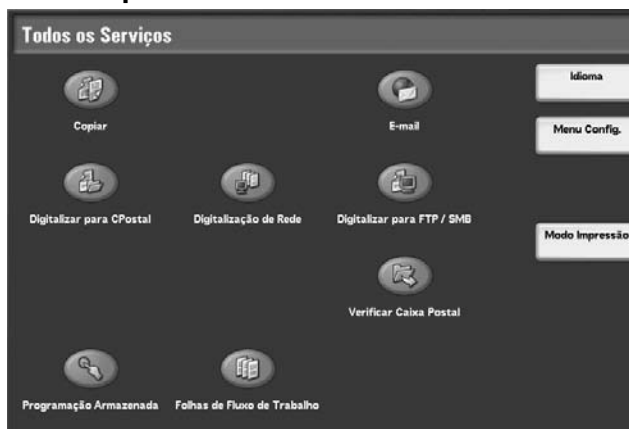 Todos os Serviços
Copiar
E-mail
Idioma
Menu Config.
Digitalizar para CPostal
Digitalização de Rede
Digitalizar para FTP / SMB
Modo Impressão
Verificar Caixa Postal
Programação Armazenada
Folhas de Fluxo de Trabalho